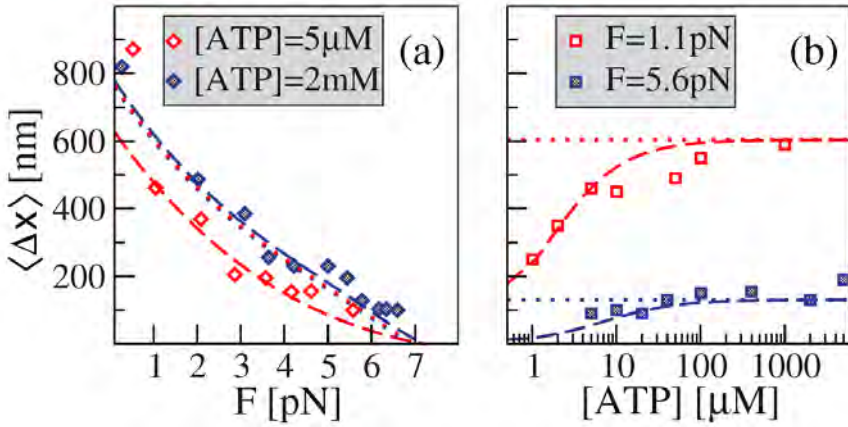 [ATP]=5μM
[ATP]=2mM
(a)
800
600
400
200
⟨Δx⟩ [nm]
1 2 3 4 5 6 7
F [pN]
F=1.1pN
F=5.6pN
(b)
1 10 100 1000
[ATP] [μM]